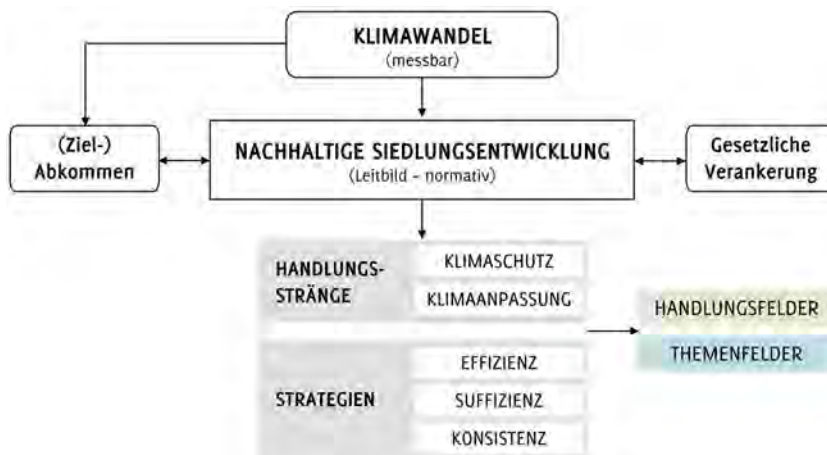 KLIMAWANDEL
(messbar)
(Ziel-)
Abkommen
NACHHALTIGE SIEDLUNGSENTWICKLUNG
(Leitbild – normativ)
Gesetzliche
Verankerung
HANDLUNGS-
STRÄNGE
KLIMASCHUTZ
KLIMAANPASSUNG
HANDLUNGSFELDER
THEMENFELDER
STRATEGIEN
EFFIZIENZ
SUFFIZIENZ
KONSISTENZ